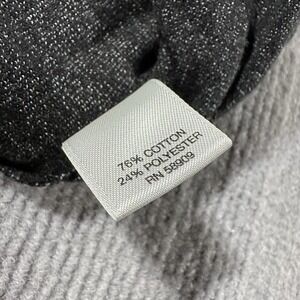 76% COTTON
24% POLYESTER
RN 58909